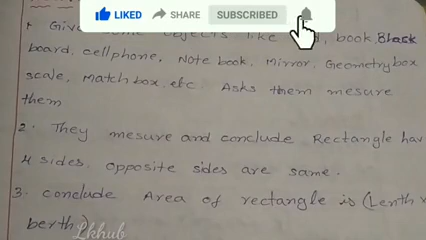 LIKED SHARE SUBSCRIBED
1 Give some objects like book, Black
board, cellphone, Note book, Mirror, Geometry box
scale, Match box, etc. Asks them mesure
them
2. They mesure and conclude Rectangle hav
4 sides. opposite sides are same.
3. conclude Area of rectangle is (Lenth x
berth)
Lkhub